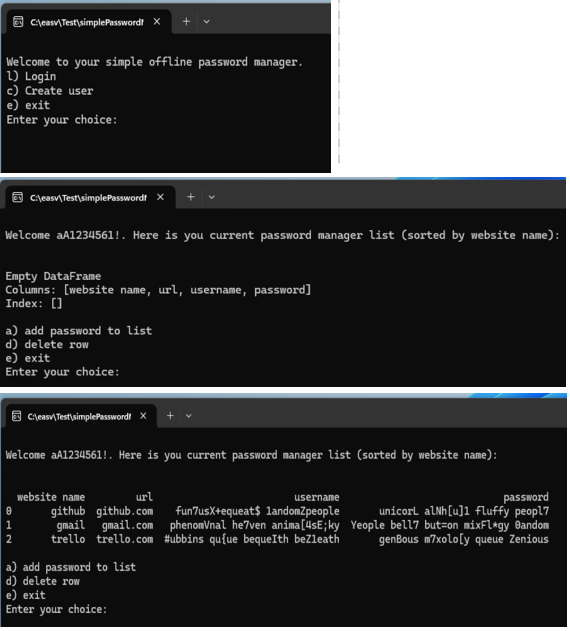 C:\easv\Test\simplePasswordM
Welcome to your simple offline password manager.
l) Login
c) Create user
e) exit
Enter your choice:
C:\easv\Test\simplePasswordM
Welcome aA1234561!. Here is you current password manager list (sorted by website name):
Empty DataFrame
Columns: [website name, url, username, password]
Index: []
a) add password to list
d) delete row
e) exit
Enter your choice:
C:\easv\Test\simplePasswordM
Welcome aA1234561!. Here is you current password manager list (sorted by website name):
website name url username password
0 github github.com fun7usX+equeat$ 1andomZpeople unicorL alNh[u]1 fluffy peopl7
1 gmail gmail.com phenomVnal he7ven anima[4sE;ky Yeople bell7 but=on mixFl*gy 0andom
2 trello trello.com #ubbins qu{ue bequeIth beZ1eath genBous m7xolo[y queue Zenious
a) add password to list
d) delete row
e) exit
Enter your choice: